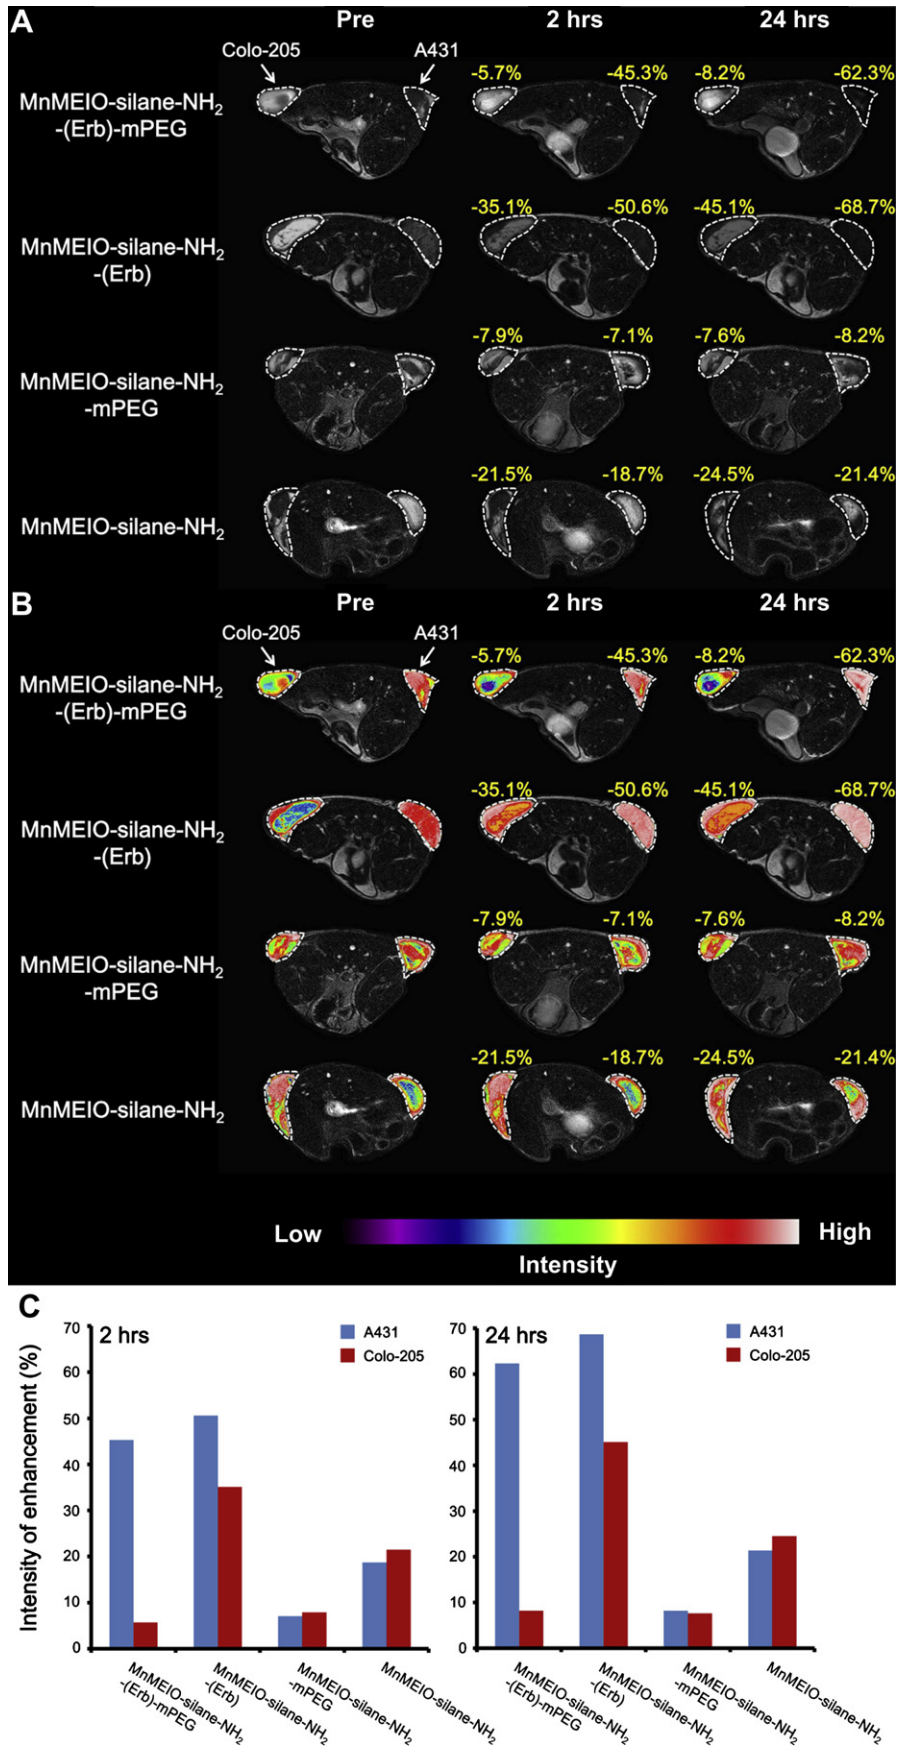 A
Pre
2 hrs
24 hrs
Colo-205
A431
MnMEIO-silane-NH2
-(Erb)-mPEG
-5.7%
-45.3%
-8.2%
-62.3%
MnMEIO-silane-NH2
-(Erb)
-35.1%
-50.6%
-45.1%
-68.7%
MnMEIO-silane-NH2
-mPEG
-7.9%
-7.1%
-7.6%
-8.2%
MnMEIO-silane-NH2
-21.5%
-18.7%
-24.5%
-21.4%
B
Pre
2 hrs
24 hrs
Colo-205
A431
MnMEIO-silane-NH2
-(Erb)-mPEG
-5.7%
-45.3%
-8.2%
-62.3%
MnMEIO-silane-NH2
-(Erb)
-35.1%
-50.6%
-45.1%
-68.7%
MnMEIO-silane-NH2
-mPEG
-7.9%
-7.1%
-7.6%
-8.2%
MnMEIO-silane-NH2
-21.5%
-18.7%
-24.5%
-21.4%
Low
High
Intensity
C
Intensity of enhancement (%)
2 hrs
A431
Colo-205
70
60
50
40
30
20
10
0
MnMEIO-silane-NH2
-(Erb)-mPEG
MnMEIO-silane-NH2
-(Erb)
MnMEIO-silane-NH2
-mPEG
MnMEIO-silane-NH2
24 hrs
A431
Colo-205
70
60
50
40
30
20
10
0
MnMEIO-silane-NH2
-(Erb)-mPEG
MnMEIO-silane-NH2
-(Erb)
MnMEIO-silane-NH2
-mPEG
MnMEIO-silane-NH2